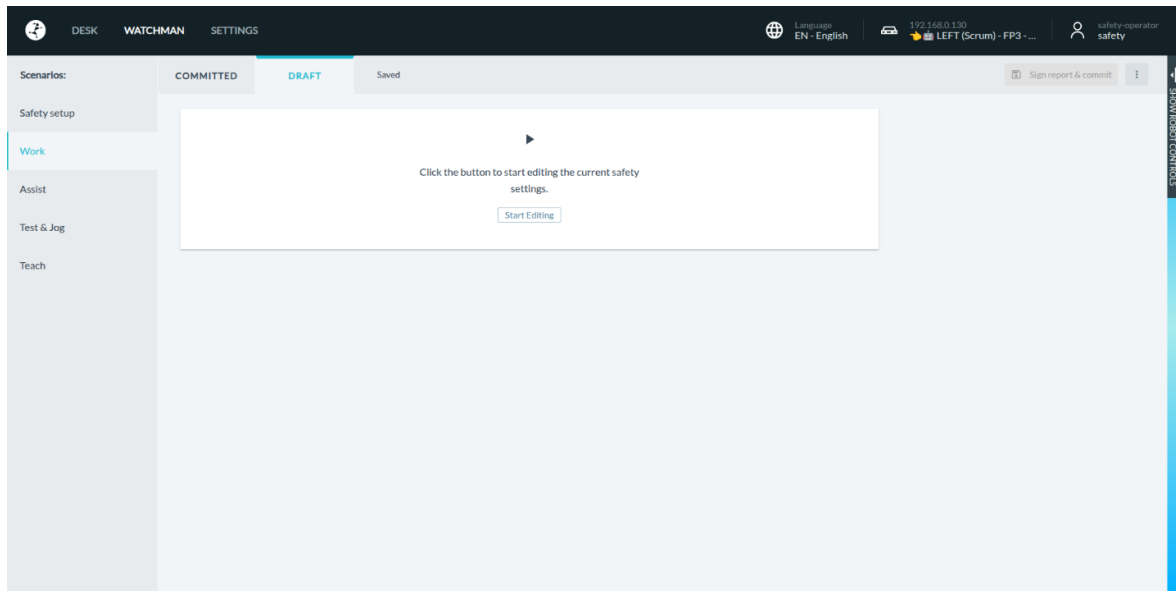 DESK
WATCHMAN
SETTINGS
Language
EN - English
192.168.0.130
👈🤖 LEFT (Scrum) - FP3 - ...
safety-operator
safety
Scenarios:
COMMITTED
DRAFT
Saved
Sign report & commit
SHOW ROBOT CONTROLS
Safety setup
Work
Assist
Test & Jog
Teach
Click the button to start editing the current safety
settings.
Start Editing